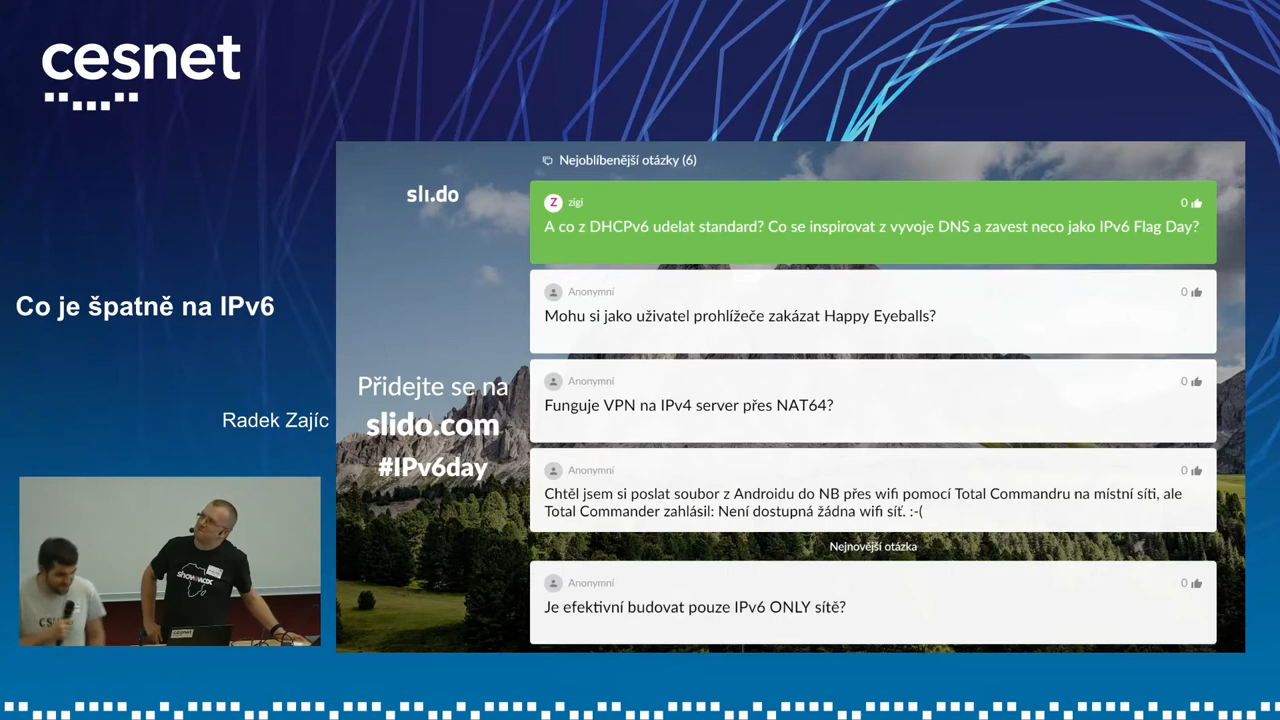 cesnet
Co je špatně na IPv6
Radek Zajíc
sli.do
Přidejte se na
slido.com
#IPv6day
Nejoblíbenější otázky (6)
Z zigi 0
A co z DHCPv6 udelat standard? Co se inspirovat z vyvoje DNS a zavest neco jako IPv6 Flag Day?
Anonymní 0
Mohu si jako uživatel prohlížeče zakázat Happy Eyeballs?
Anonymní 0
Funguje VPN na IPv4 server přes NAT64?
Anonymní 0
Chtěl jsem si poslat soubor z Androidu do NB přes wifi pomocí Total Commandru na místní síti, ale
Total Commander zahlásil: Není dostupná žádna wifi síť. :-(
Nejnovější otázka
Anonymní 0
Je efektivní budovat pouze IPv6 ONLY sítě?
showmax
cesnet